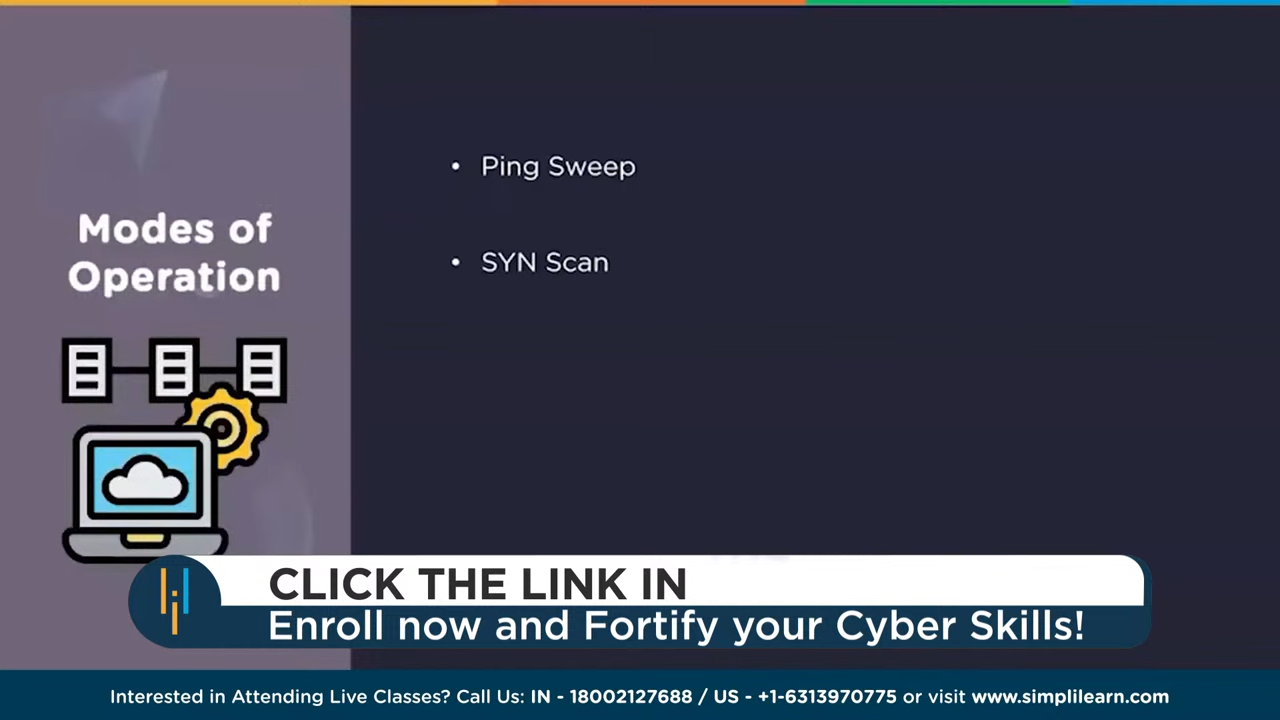 Modes of
Operation
• Ping Sweep
• SYN Scan
CLICK THE LINK IN
Enroll now and Fortify your Cyber Skills!
Interested in Attending Live Classes? Call Us: IN - 18002127688 / US - +1-6313970775 or visit www.simplilearn.com